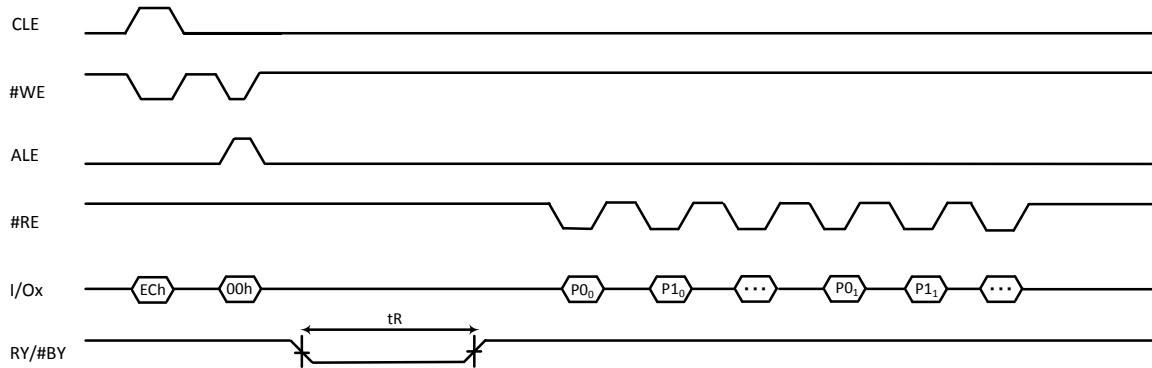 CLE
#WE
ALE
#RE
I/Ox ECh 00h P0₀ P1₀ ... P0₁ P1₁ ...
tR
RY/#BY